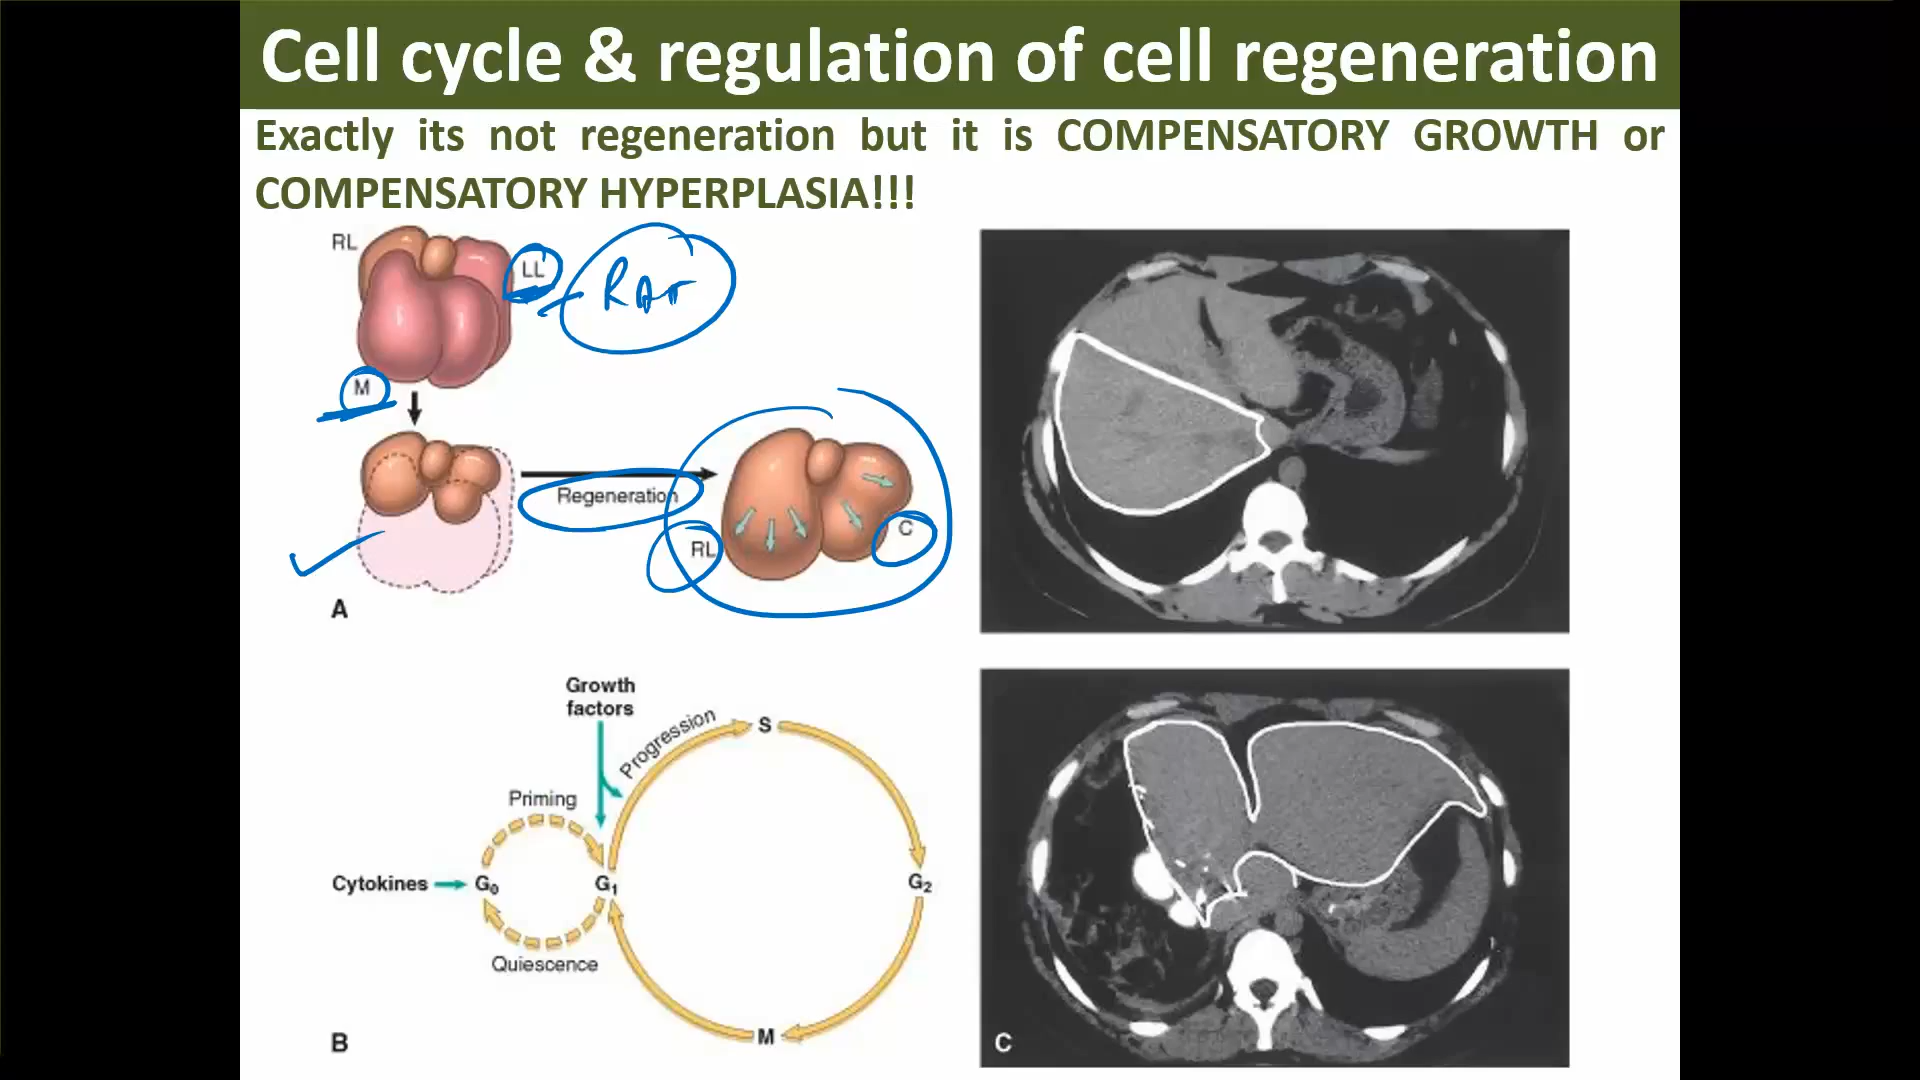 Cell cycle & regulation of cell regeneration
Exactly its not regeneration but it is COMPENSATORY GROWTH or
COMPENSATORY HYPERPLASIA!!!
RL
LL
Rat
M
Regeneration
RL
C
A
Growth
factors
Progression
S
Priming
Cytokines
G₀
G₁
G₂
Quiescence
M
B
C